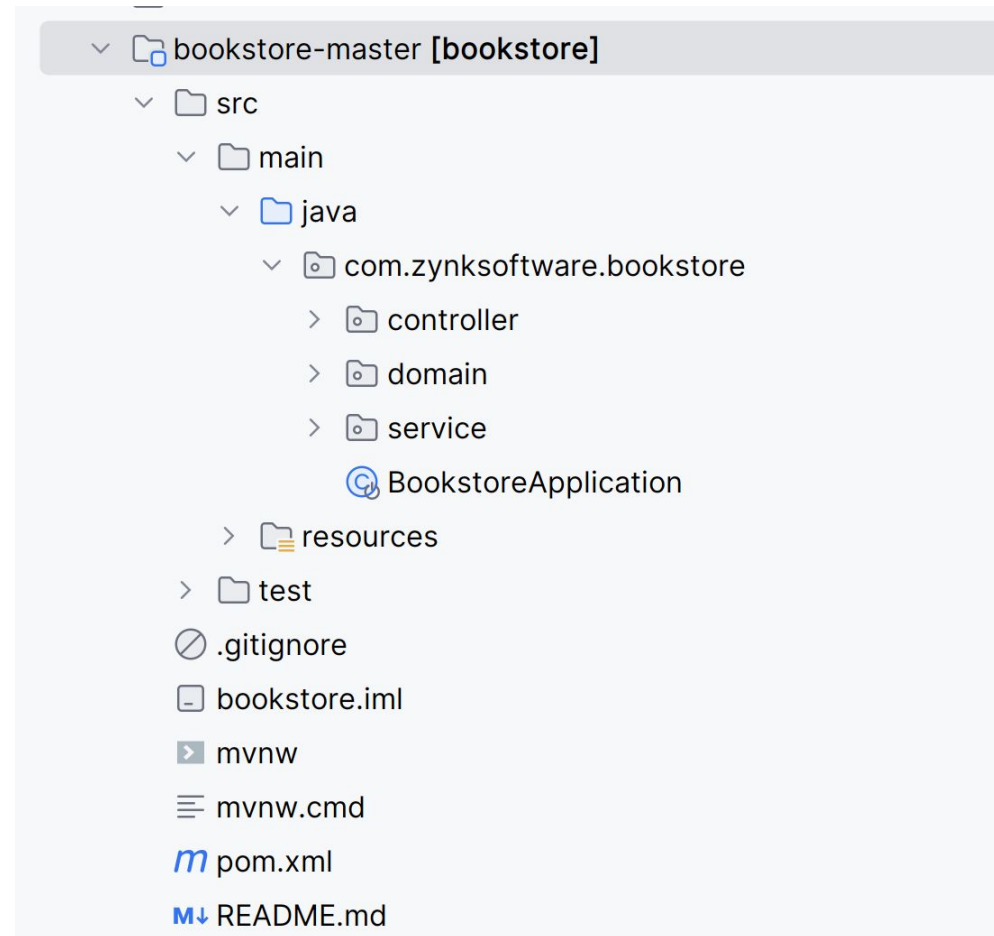 bookstore-master [bookstore]
src
main
java
com.zynksoftware.bookstore
controller
domain
service
BookstoreApplication
resources
test
.gitignore
bookstore.iml
mvnw
mvnw.cmd
pom.xml
README.md